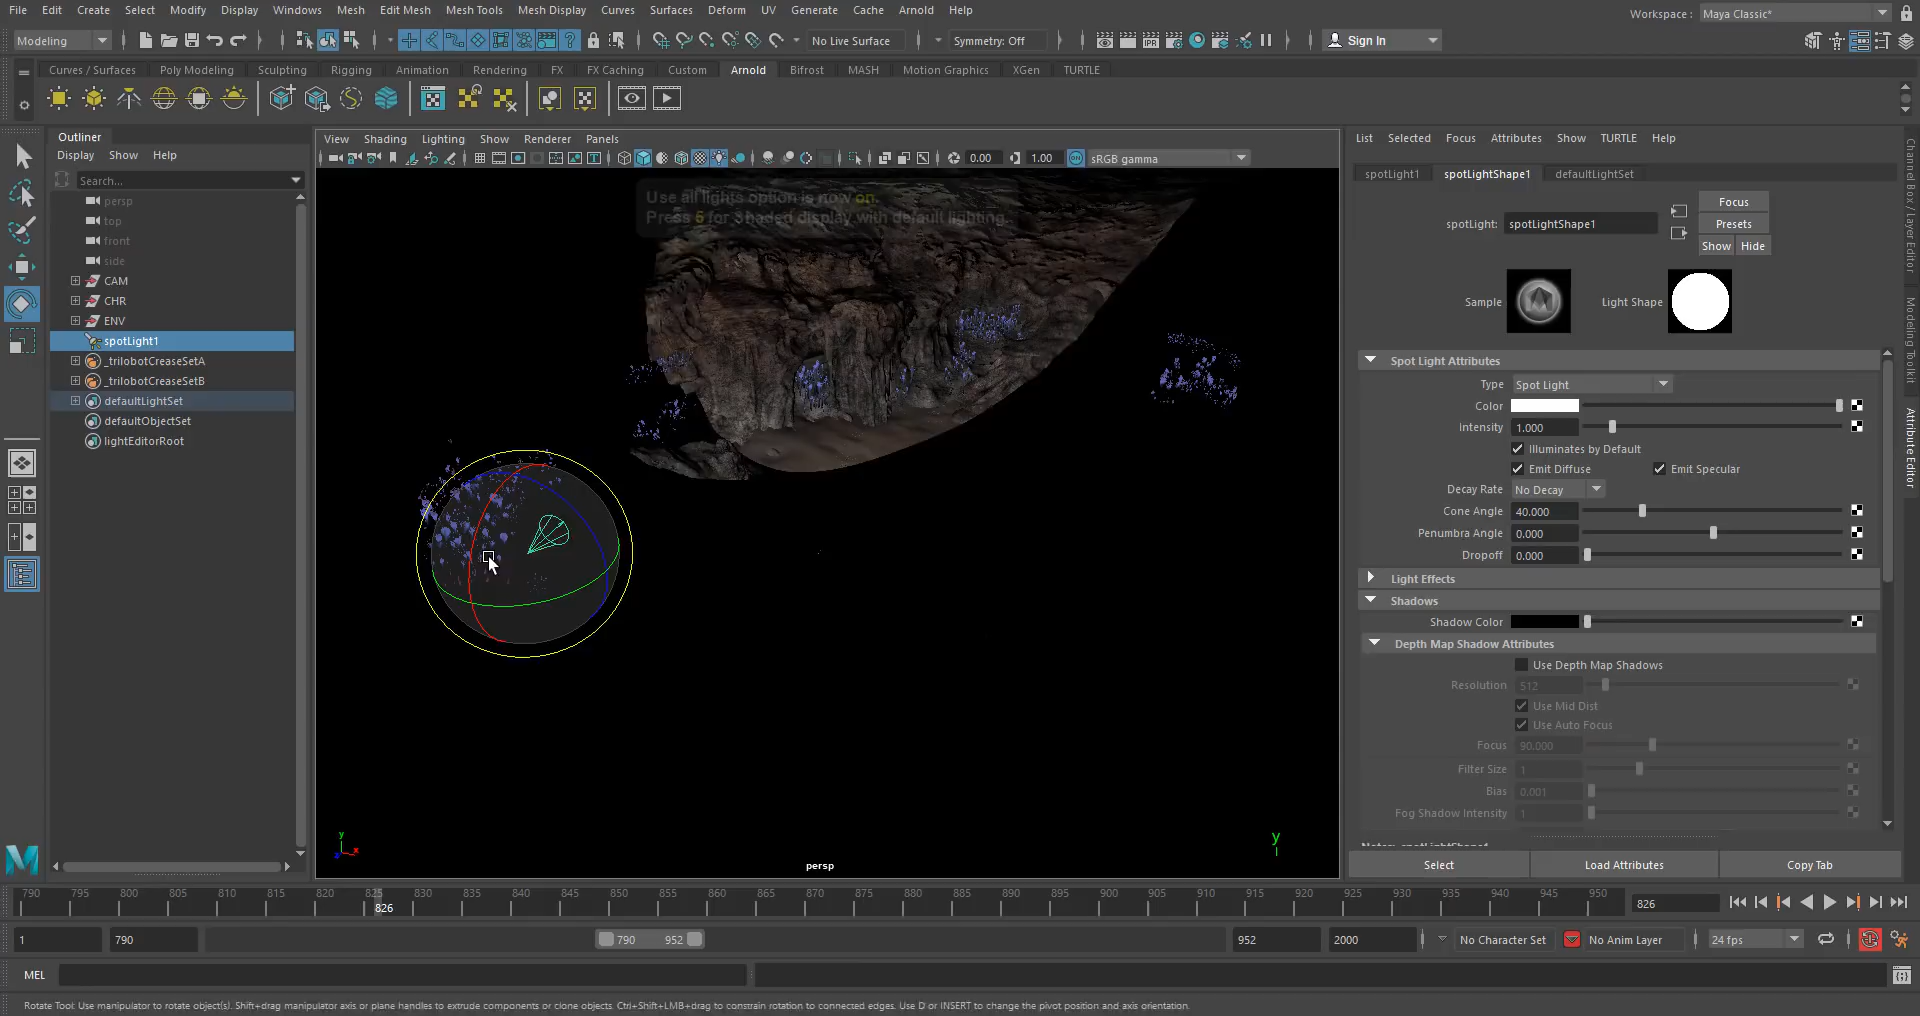 File Edit Create Select Modify Display Windows Mesh Edit Mesh Mesh Tools Mesh Display Curves Surfaces Deform UV Generate Cache Arnold Help
Workspace : Maya Classic*
Modeling No Live Surface Symmetry: Off Sign In
Curves / Surfaces Poly Modeling Sculpting Rigging Animation Rendering FX FX Caching Custom Arnold Bifrost MASH Motion Graphics XGen TURTLE
Outliner
Display Show Help
Search...
persp
top
front
side
CAM
CHR
ENV
spotLight1
_trilobotCreaseSetA
_trilobotCreaseSetB
defaultLightSet
defaultObjectSet
lightEditorRoot
View Shading Lighting Show Renderer Panels
0.00 1.00 ON sRGB gamma
Use all lights option is now on.
Press 5 for Shaded display with default lighting.
y
x
z
y
persp
List Selected Focus Attributes Show TURTLE Help
spotLight1 spotLightShape1 defaultLightSet
spotLight: spotLightShape1
Focus
Presets
Show Hide
Sample Light Shape
Spot Light Attributes
Type Spot Light
Color
Intensity 1.000
Illuminates by Default
Emit Diffuse Emit Specular
Decay Rate No Decay
Cone Angle 40.000
Penumbra Angle 0.000
Dropoff 0.000
Light Effects
Shadows
Shadow Color
Depth Map Shadow Attributes
Use Depth Map Shadows
Resolution 512
Use Mid Dist
Use Auto Focus
Focus 90.000
Filter Size 1
Bias 0.001
Fog Shadow Intensity 1
Notes: spotLightShape1
Select Load Attributes Copy Tab
Channel Box / Layer Editor
Modeling Toolkit
Attribute Editor
790 795 800 805 810 815 820 825 830 835 840 845 850 855 860 865 870 875 880 885 890 895 900 905 910 915 920 925 930 935 940 945 950
826
826
1 790 790 952 952 2000 No Character Set No Anim Layer 24 fps
MEL
Rotate Tool: Use manipulator to rotate object(s). Shift+drag manipulator axis or plane handles to extrude components or clone objects. Ctrl+Shift+LMB+drag to constrain rotation to connected edges. Use D or INSERT to change the pivot position and axis orientation.